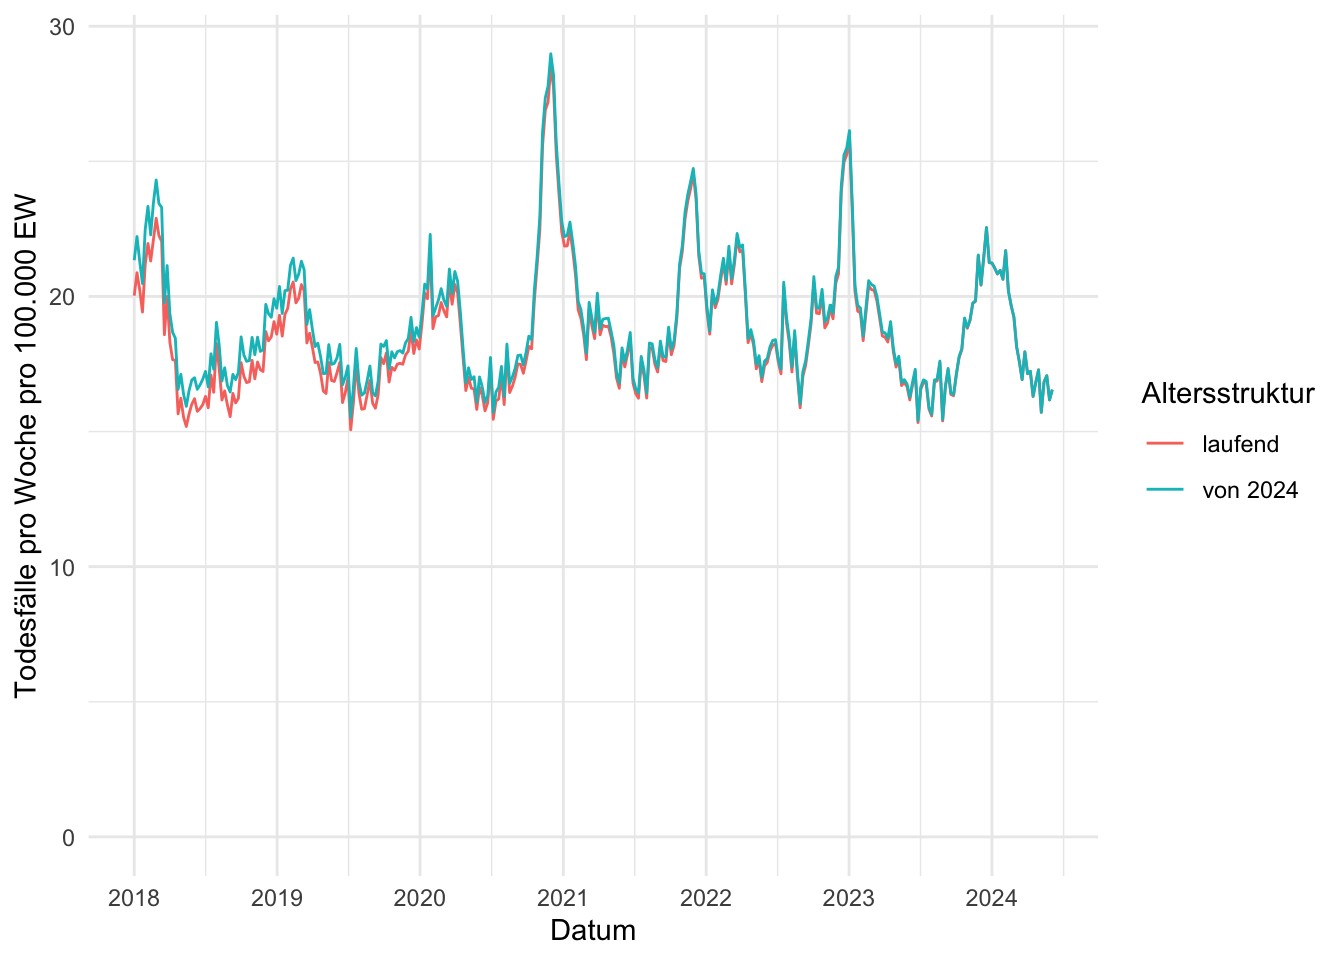 Todesfälle pro Woche pro 100.000 EW
30
20
10
0
2018 2019 2020 2021 2022 2023 2024
Datum
Altersstruktur
laufend
von 2024